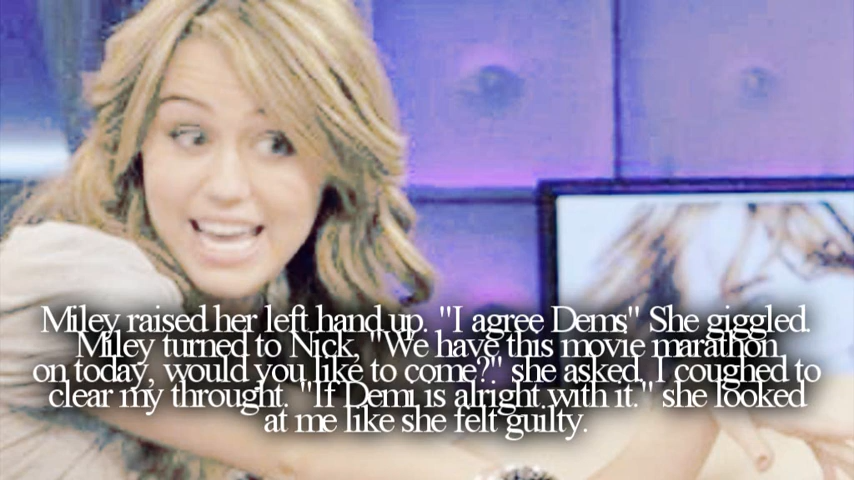 Miley raised her left hand up. "I agree Dems" She giggled.
Miley turned to Nick, "We have this movie marathon
on today, would you like to come?" she asked. I coughed to
clear my throught. "If Demi is alright with it." she looked
at me like she felt guilty.